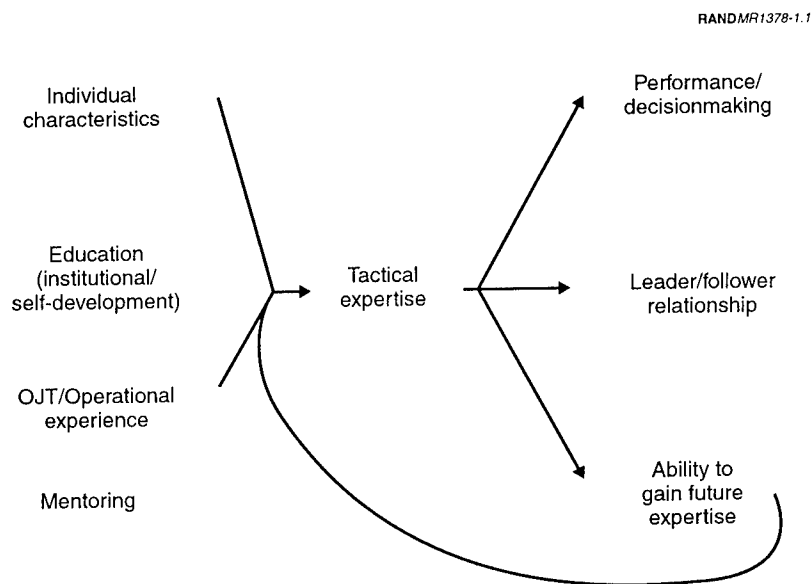 RANDMR1378-1.1
Individual
characteristics
Education
(institutional/
self-development)
OJT/Operational
experience
Mentoring
Tactical
expertise
Performance/
decisionmaking
Leader/follower
relationship
Ability to
gain future
expertise